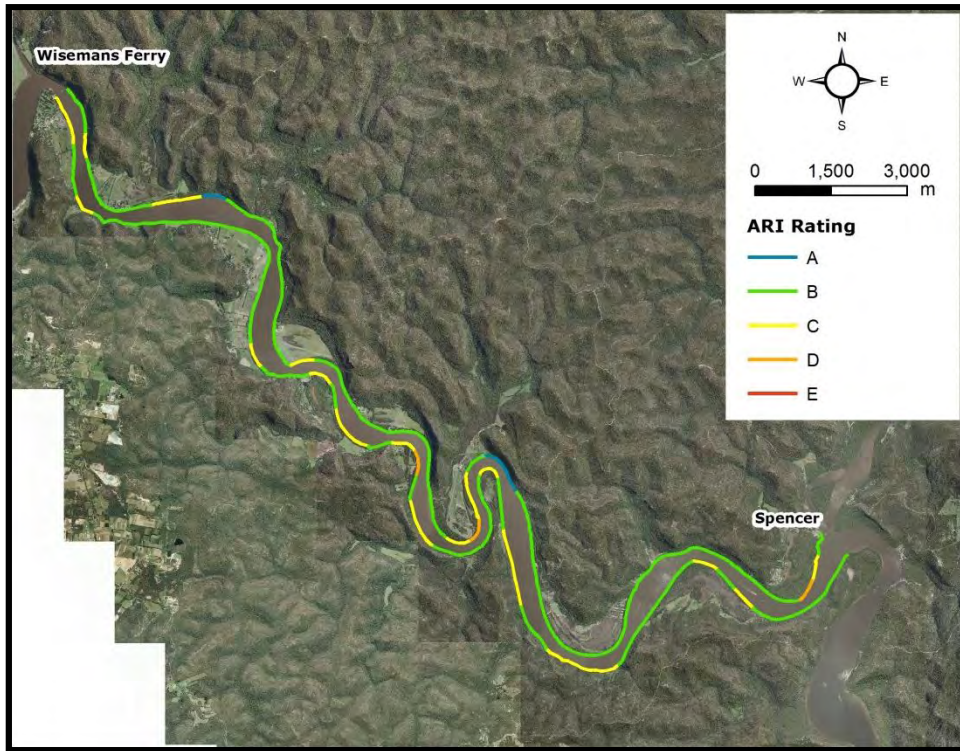 Wisemans Ferry
Spencer
N
W E
S
0 1,500 3,000
m
ARI Rating
A
B
C
D
E